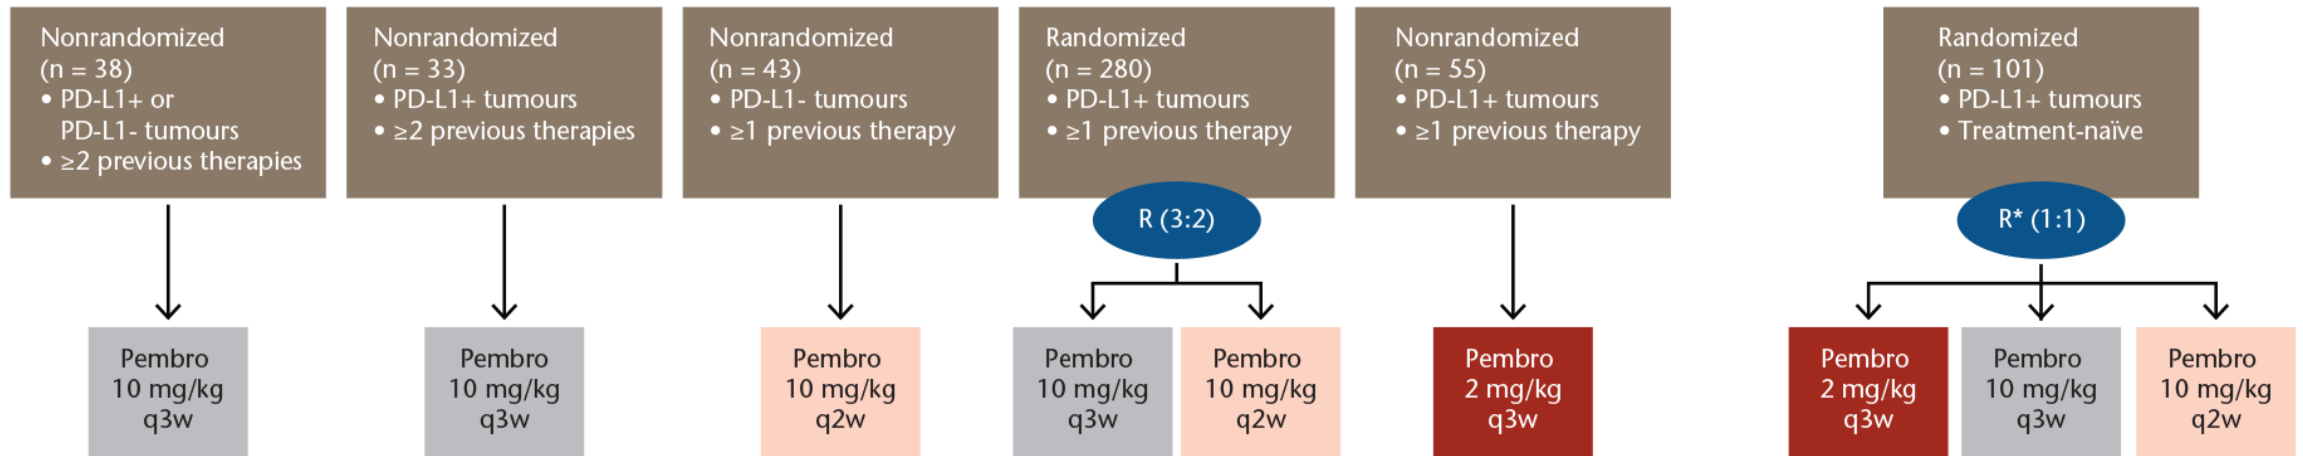 Nonrandomized
(n = 38)
• PD-L1+ or
PD-L1- tumours
• ≥2 previous therapies
Nonrandomized
(n = 33)
• PD-L1+ tumours
• ≥2 previous therapies
Nonrandomized
(n = 43)
• PD-L1- tumours
• ≥1 previous therapy
Randomized
(n = 280)
• PD-L1+ tumours
• ≥1 previous therapy
Nonrandomized
(n = 55)
• PD-L1+ tumours
• ≥1 previous therapy
Randomized
(n = 101)
• PD-L1+ tumours
• Treatment-naïve
R (3:2)
R* (1:1)
Pembro
10 mg/kg
q3w
Pembro
10 mg/kg
q3w
Pembro
10 mg/kg
q2w
Pembro
10 mg/kg
q3w
Pembro
10 mg/kg
q2w
Pembro
2 mg/kg
q3w
Pembro
2 mg/kg
q3w
Pembro
10 mg/kg
q3w
Pembro
10 mg/kg
q2w